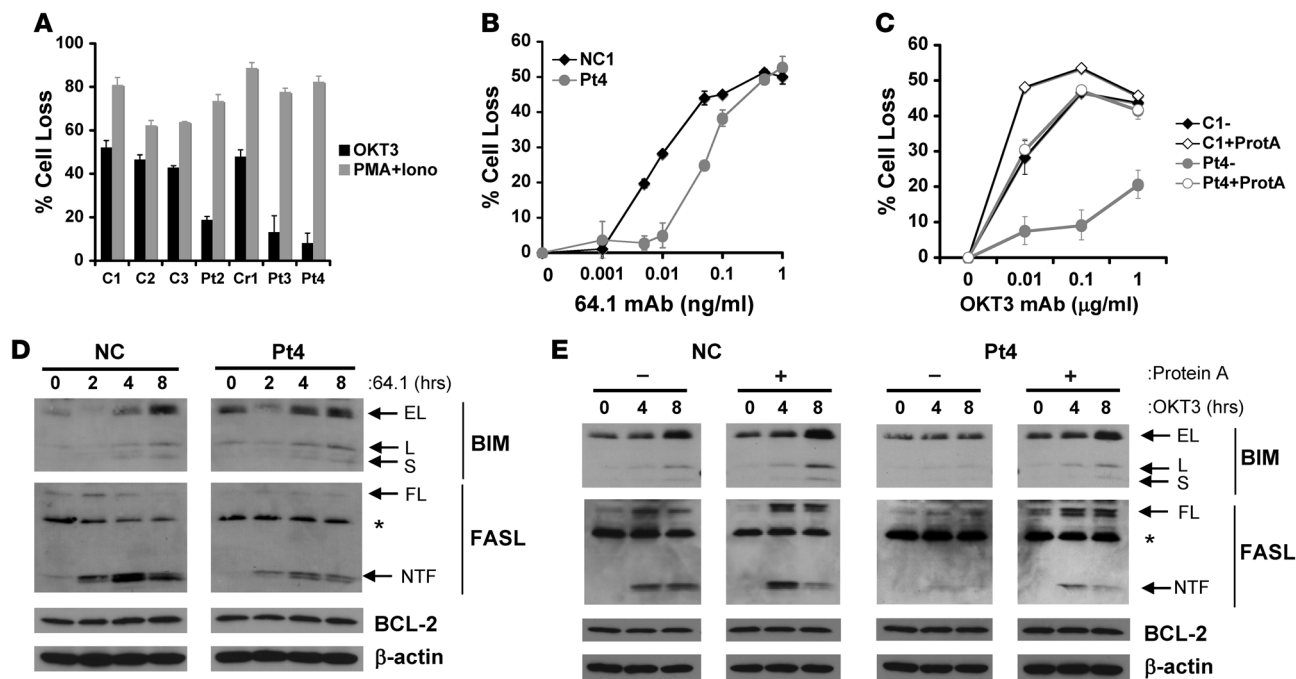 A
% Cell Loss
100
80
60
40
20
0
OKT3
PMA+Iono
C1 C2 C3 Pt2 Cr1 Pt3 Pt4
B
% Cell Loss
60
50
40
30
20
10
0
NC1
Pt4
0 0.001 0.01 0.1 1
64.1 mAb (ng/ml)
C
% Cell Loss
60
50
40
30
20
10
0
C1-
C1+ProtA
Pt4-
Pt4+ProtA
0 0.01 0.1 1
OKT3 mAb (μg/ml)
D
NC Pt4
0 2 4 8 0 2 4 8 :64.1 (hrs)
EL
L
S
BIM
FL
*
NTF
FASL
BCL-2
β-actin
E
NC Pt4
− + − + :Protein A
0 4 8 0 4 8 0 4 8 0 4 8 :OKT3 (hrs)
EL
L
S
BIM
FL
*
NTF
FASL
BCL-2
β-actin